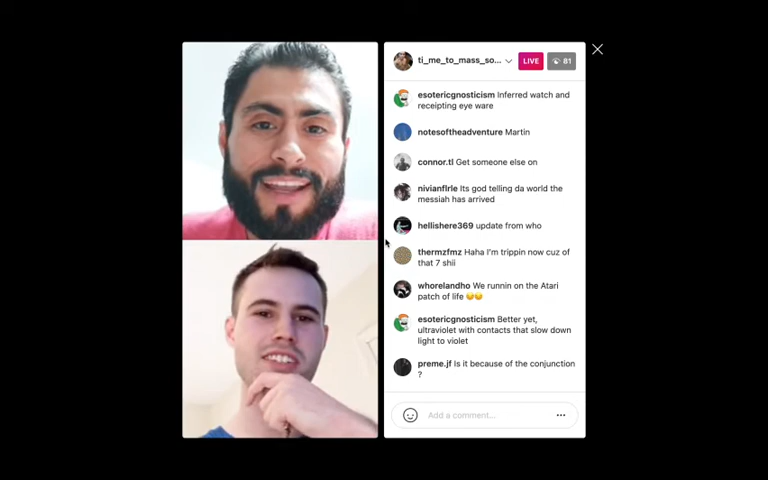 ti_me_to_mass_so...
LIVE
81
esotericgnosticism Inferred watch and
receipting eye ware
notesoftheadventure Martin
connor.tl Get someone else on
nivianflrle Its god telling da world the
messiah has arrived
hellishere369 update from who
thermzfmz Haha I'm trippin now cuz of
that 7 shii
whorelandho We runnin on the Atari
patch of life 😏😏
esotericgnosticism Better yet,
ultraviolet with contacts that slow down
light to violet
preme.jf Is it because of the conjunction
?
Add a comment...